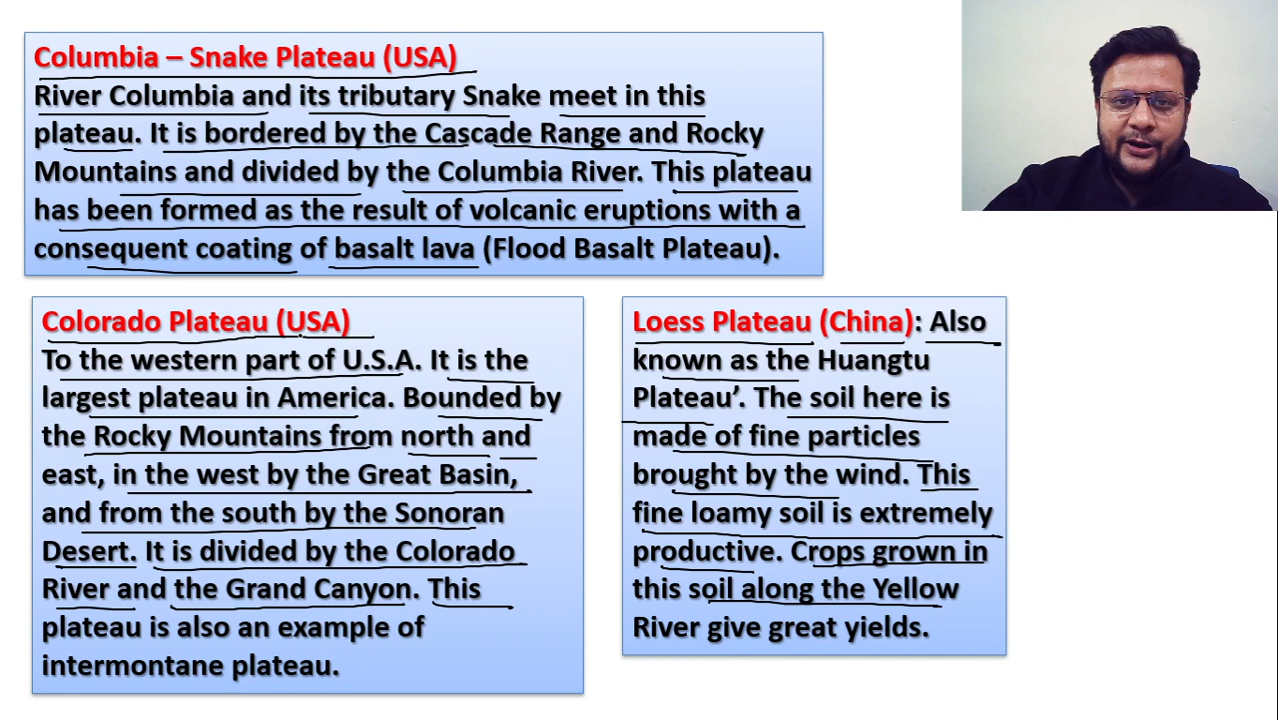 Columbia – Snake Plateau (USA)
River Columbia and its tributary Snake meet in this
plateau. It is bordered by the Cascade Range and Rocky
Mountains and divided by the Columbia River. This plateau
has been formed as the result of volcanic eruptions with a
consequent coating of basalt lava (Flood Basalt Plateau).
Colorado Plateau (USA)
To the western part of U.S.A. It is the
largest plateau in America. Bounded by
the Rocky Mountains from north and
east, in the west by the Great Basin,
and from the south by the Sonoran
Desert. It is divided by the Colorado
River and the Grand Canyon. This
plateau is also an example of
intermontane plateau.
Loess Plateau (China): Also
known as the Huangtu
Plateau’. The soil here is
made of fine particles
brought by the wind. This
fine loamy soil is extremely
productive. Crops grown in
this soil along the Yellow
River give great yields.